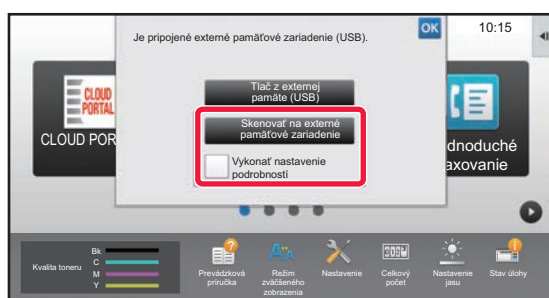 Je pripojené externé pamäťové zariadenie (USB).
OK
10:15
Tlač z externej
pamäte (USB)
Skenovať na externé
pamäťové zariadenie
Vykonať nastavenie
podrobností
CLOUD
PORTAL
CLOUD POR
dnoduché
axovanie
Kvalita toneru
Bk
C
M
Y
Prevádzková
príručka
Režim
zväčšeného
zobrazenia
Nastavenie
Celkový
počet
Nastavenie
jasu
Stav úlohy